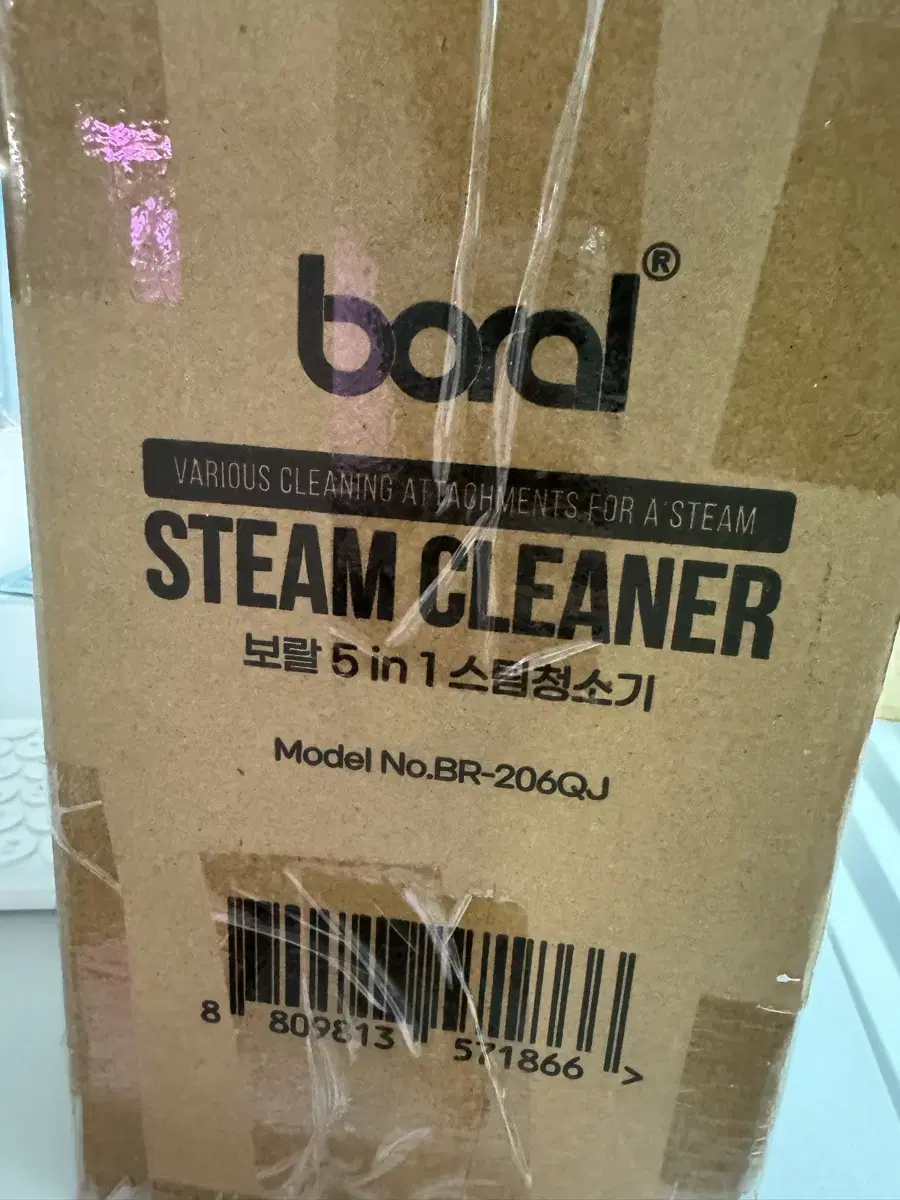 boral®
VARIOUS CLEANING ATTACHMENTS FOR A STEAM
STEAM CLEANER
보랄 5 in 1 스팀청소기
Model No.BR-206QJ
8 809813 571866 >